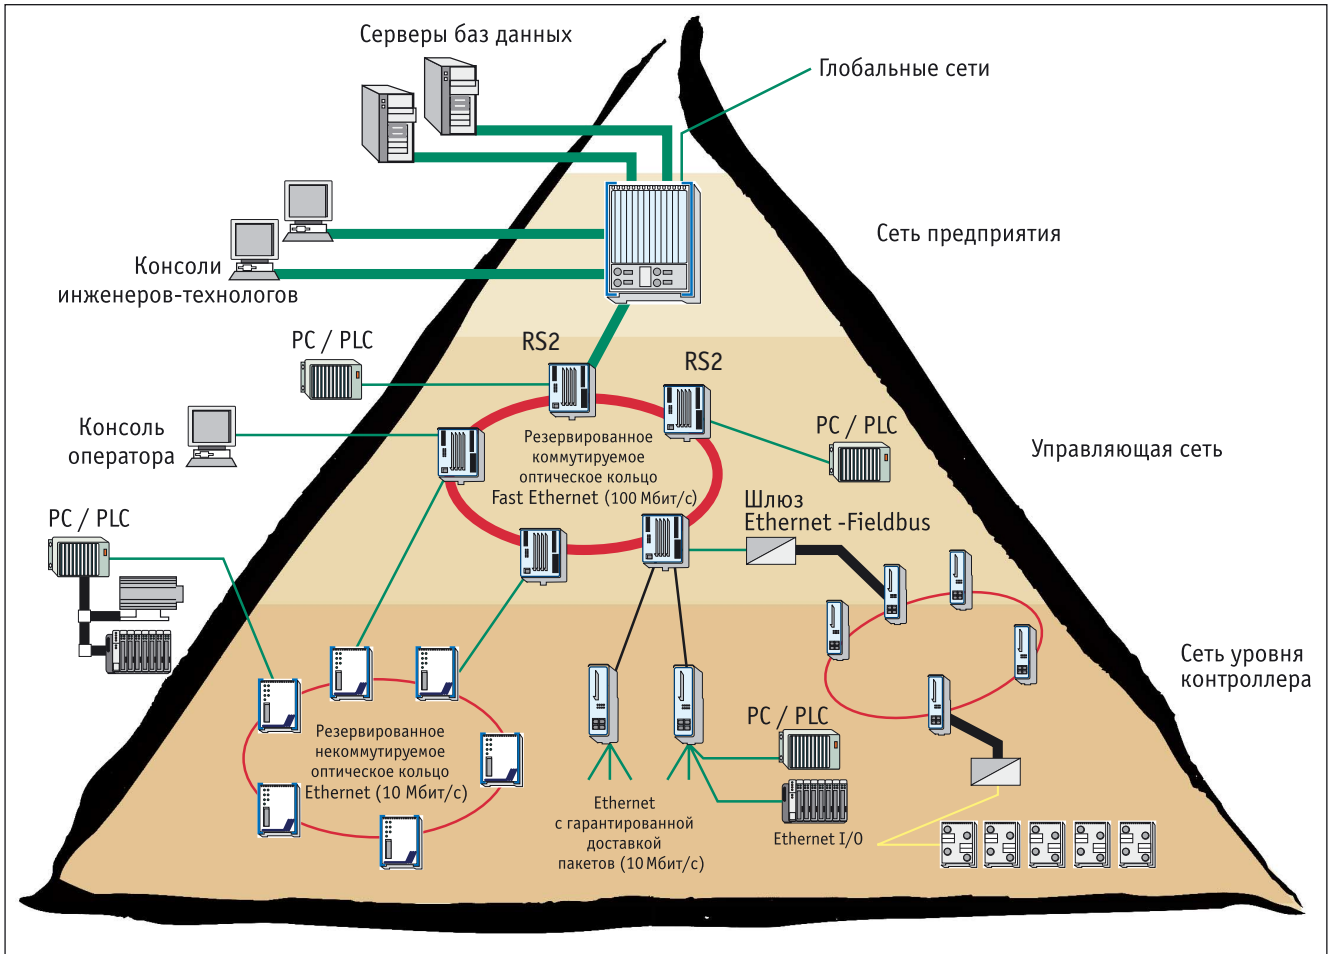 Серверы баз данных
Глобальные сети
Сеть предприятия
Консоли
инженеров-технологов
PC / PLC
RS2
RS2
Консоль
оператора
Резервированное
коммутируемое
оптическое кольцо
Fast Ethernet (100 Мбит/с)
PC / PLC
Управляющая сеть
Шлюз
Ethernet -Fieldbus
PC / PLC
Сеть уровня
контроллера
Резервированное
некоммутируемое
оптическое кольцо
Ethernet (10 Мбит/с)
PC / PLC
Ethernet
с гарантированной
доставкой
пакетов (10 Мбит/с)
Ethernet I/O